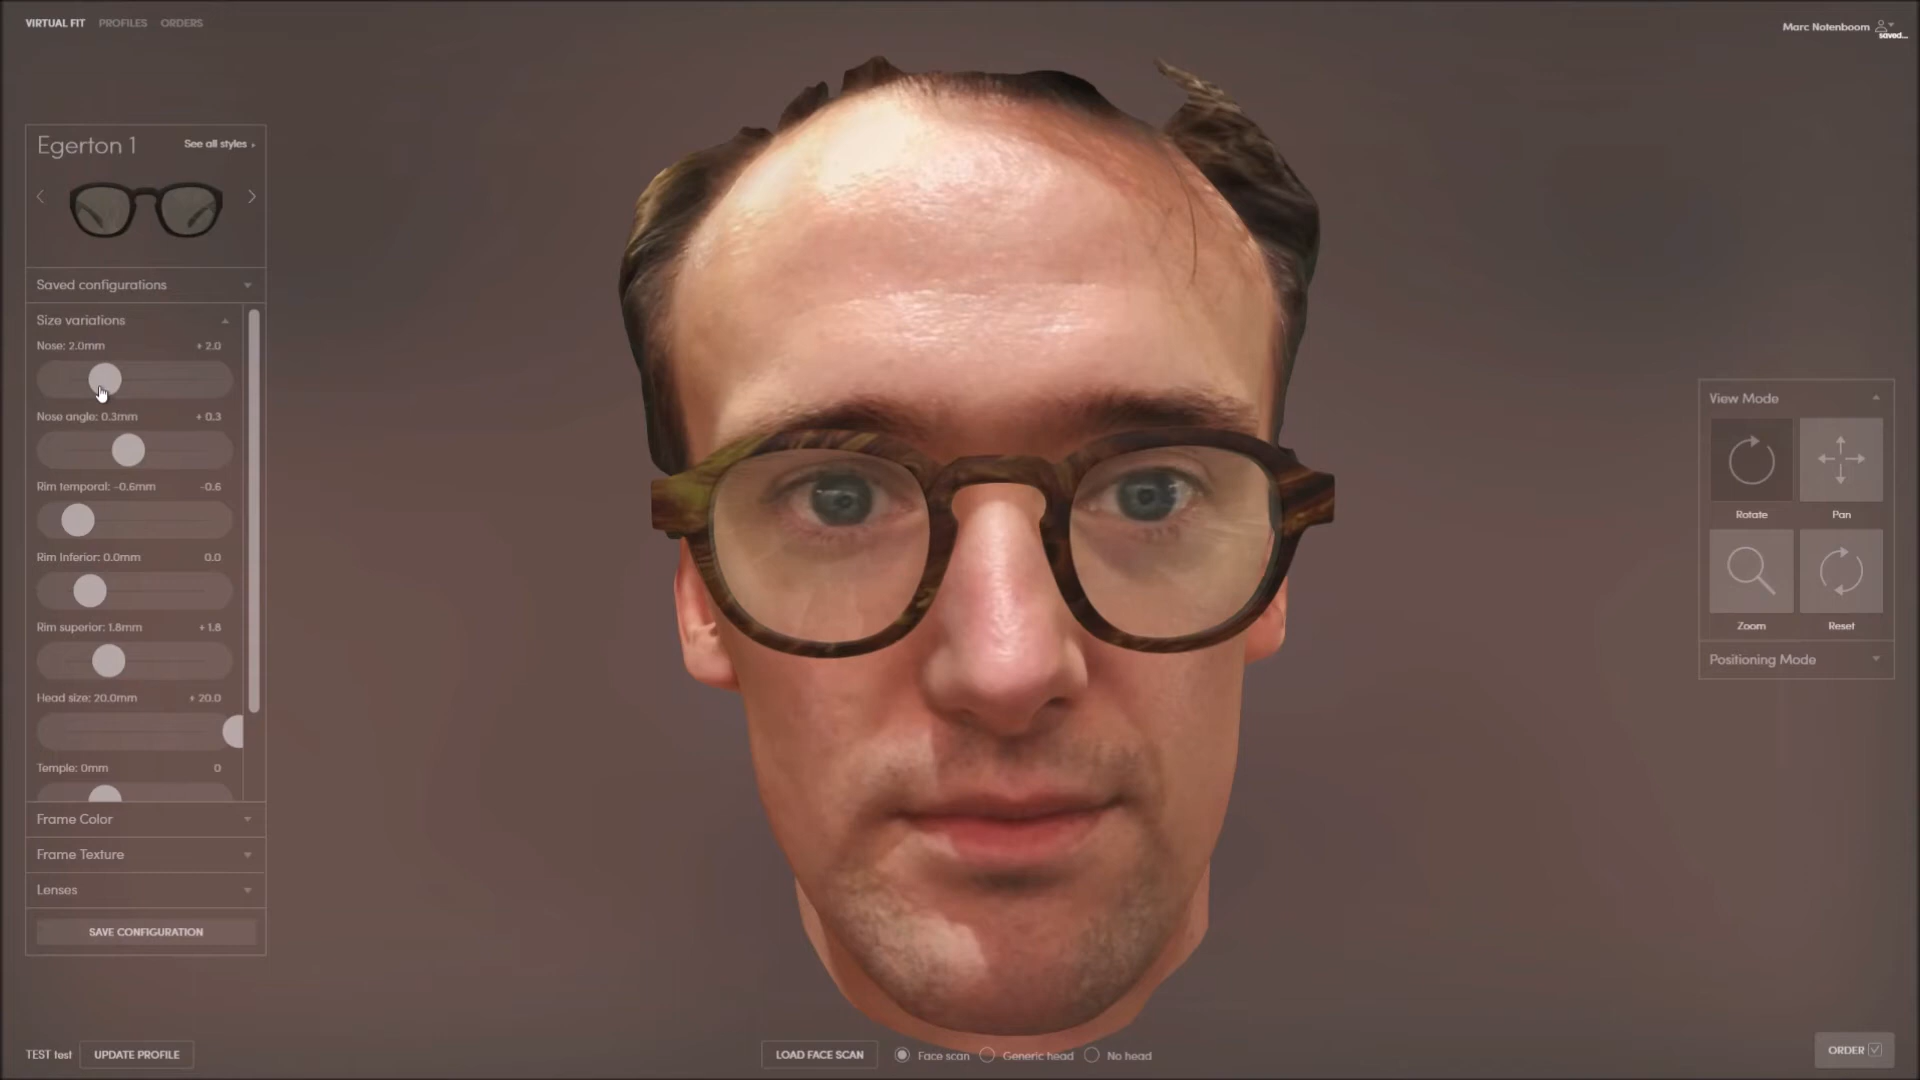 VIRTUAL FIT PROFILES ORDERS
Marc Notenboom
saved...
Egerton 1 See all styles
Saved configurations
Size variations
Nose: 2.0mm + 2.0
Nose angle: 0.3mm + 0.3
Rim temporal: -0.6mm -0.6
Rim Inferior: 0.0mm 0.0
Rim superior: 1.8mm + 1.8
Head size: 20.0mm + 20.0
Temple: 0mm 0
Frame Color
Frame Texture
Lenses
SAVE CONFIGURATION
View Mode
Rotate Pan
Zoom Reset
Positioning Mode
TEST test UPDATE PROFILE
LOAD FACE SCAN Face scan Generic head No head
ORDER